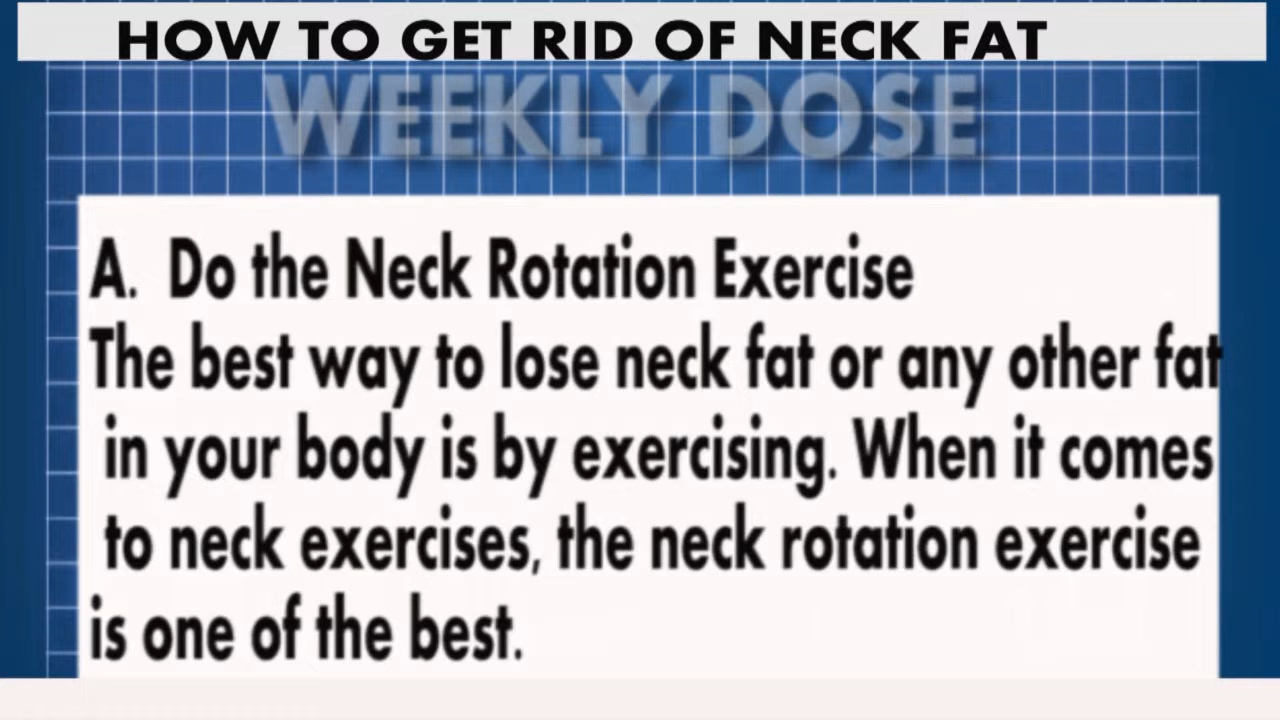 HOW TO GET RID OF NECK FAT
WEEKLY DOSE
A. Do the Neck Rotation Exercise
The best way to lose neck fat or any other fat
in your body is by exercising. When it comes
to neck exercises, the neck rotation exercise
is one of the best.